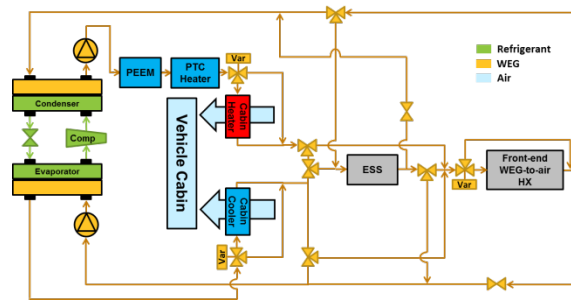 Refrigerant
WEG
Air
Var
PEEM
PTC
Heater
Condenser
Cabin
Heater
Comp
Vehicle Cabin
Evaporator
ESS
Front-end
WEG-to-air
HX
Var
Cabin
Cooler
Var